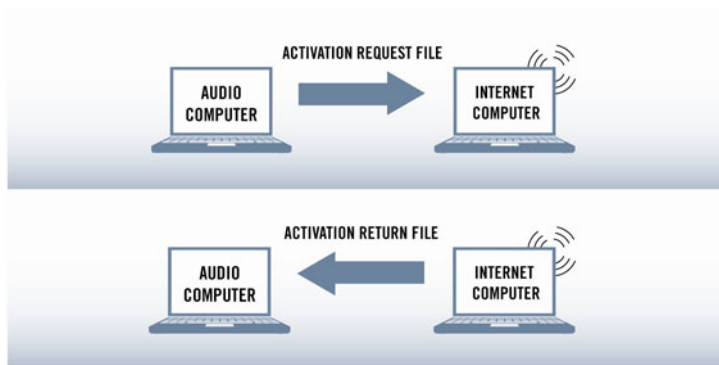 ACTIVATION REQUEST FILE
AUDIO
COMPUTER
INTERNET
COMPUTER
ACTIVATION RETURN FILE
AUDIO
COMPUTER
INTERNET
COMPUTER